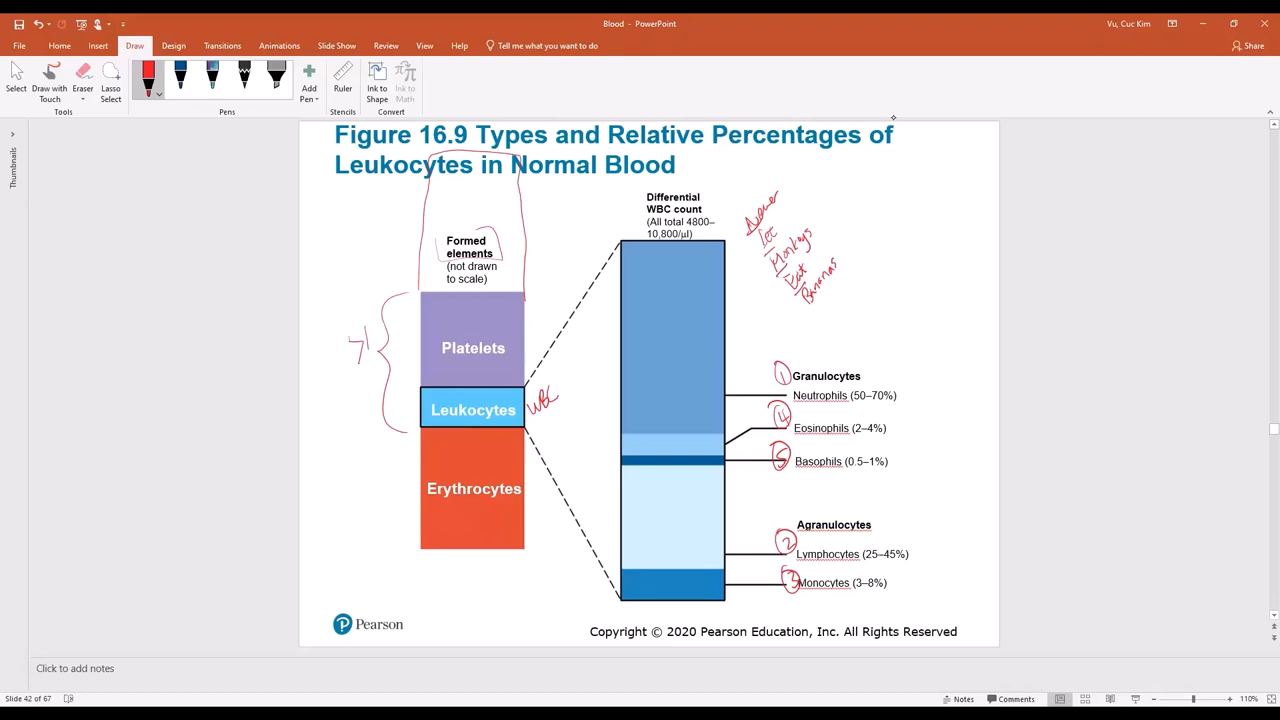 Blood - PowerPoint
Vu, Cuc Kim
File Home Insert Draw Design Transitions Animations Slide Show Review View Help Tell me what you want to do
Share
Select
Draw with Touch
Eraser
Lasso Select
Add Pen
Ruler
Ink to Shape
Ink to Math
Tools
Pens
Stencils
Convert
Thumbnails
Figure 16.9 Types and Relative Percentages of
Leukocytes in Normal Blood
Differential
WBC count
(All total 4800–
10,800/µl)
Never
Let
Monkeys
Eat
Bananas
Formed
elements
(not drawn
to scale)
Platelets
Leukocytes
WBC
Erythrocytes
1 Granulocytes
Neutrophils (50–70%)
4 Eosinophils (2–4%)
5 Basophils (0.5–1%)
Agranulocytes
2 Lymphocytes (25–45%)
3 Monocytes (3–8%)
P Pearson
Copyright © 2020 Pearson Education, Inc. All Rights Reserved
Click to add notes
Slide 42 of 67
Notes
Comments
110%